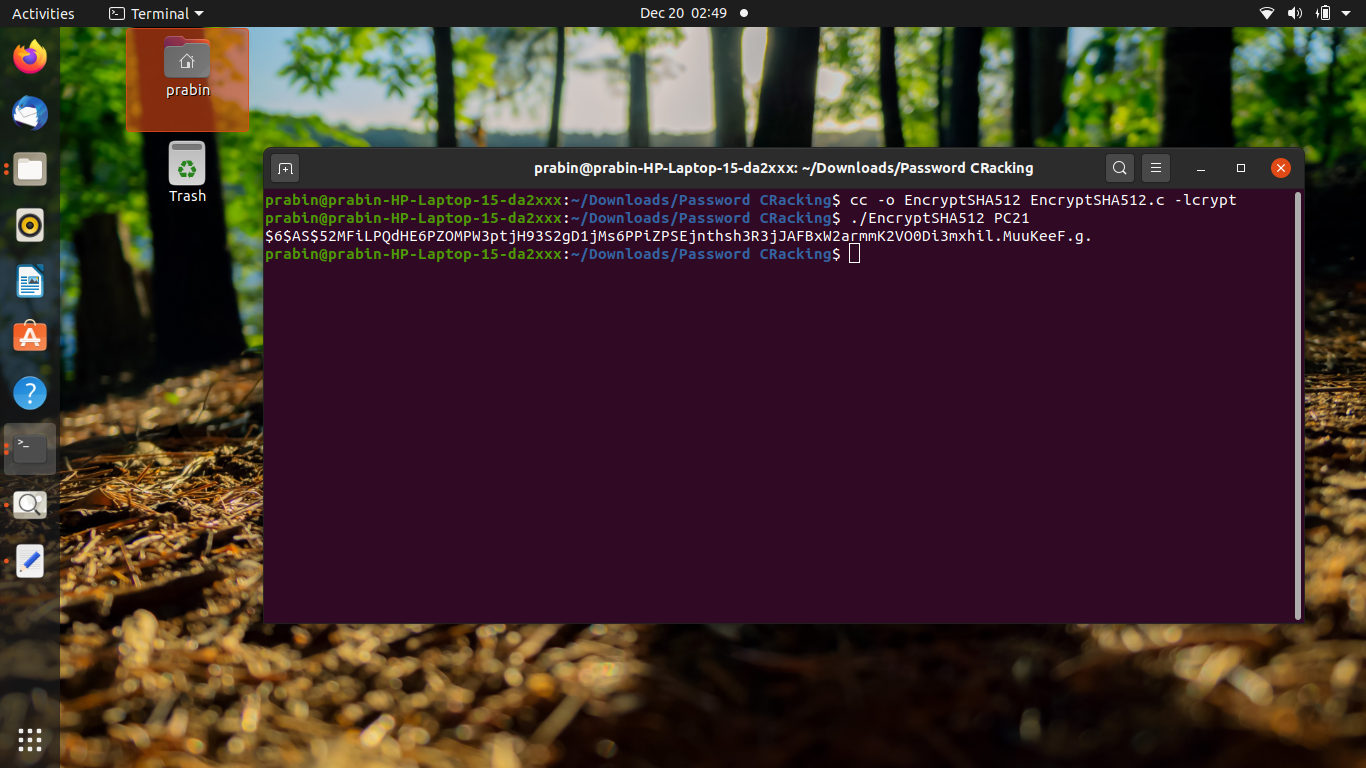 Activities
Terminal
Dec 20 02:49
prabin
Trash
prabin@prabin-HP-Laptop-15-da2xxx: ~/Downloads/Password CRacking
prabin@prabin-HP-Laptop-15-da2xxx:~/Downloads/Password CRacking$ cc -o EncryptSHA512 EncryptSHA512.c -lcrypt
prabin@prabin-HP-Laptop-15-da2xxx:~/Downloads/Password CRacking$ ./EncryptSHA512 PC21
$6$AS$52MFiLPQdHE6PZOMPW3ptjH93S2gD1jMs6PPiZPSEjnthsh3R3jJAFBxW2armmK2VO0Di3mxhil.MuuKeeF.g.
prabin@prabin-HP-Laptop-15-da2xxx:~/Downloads/Password CRacking$